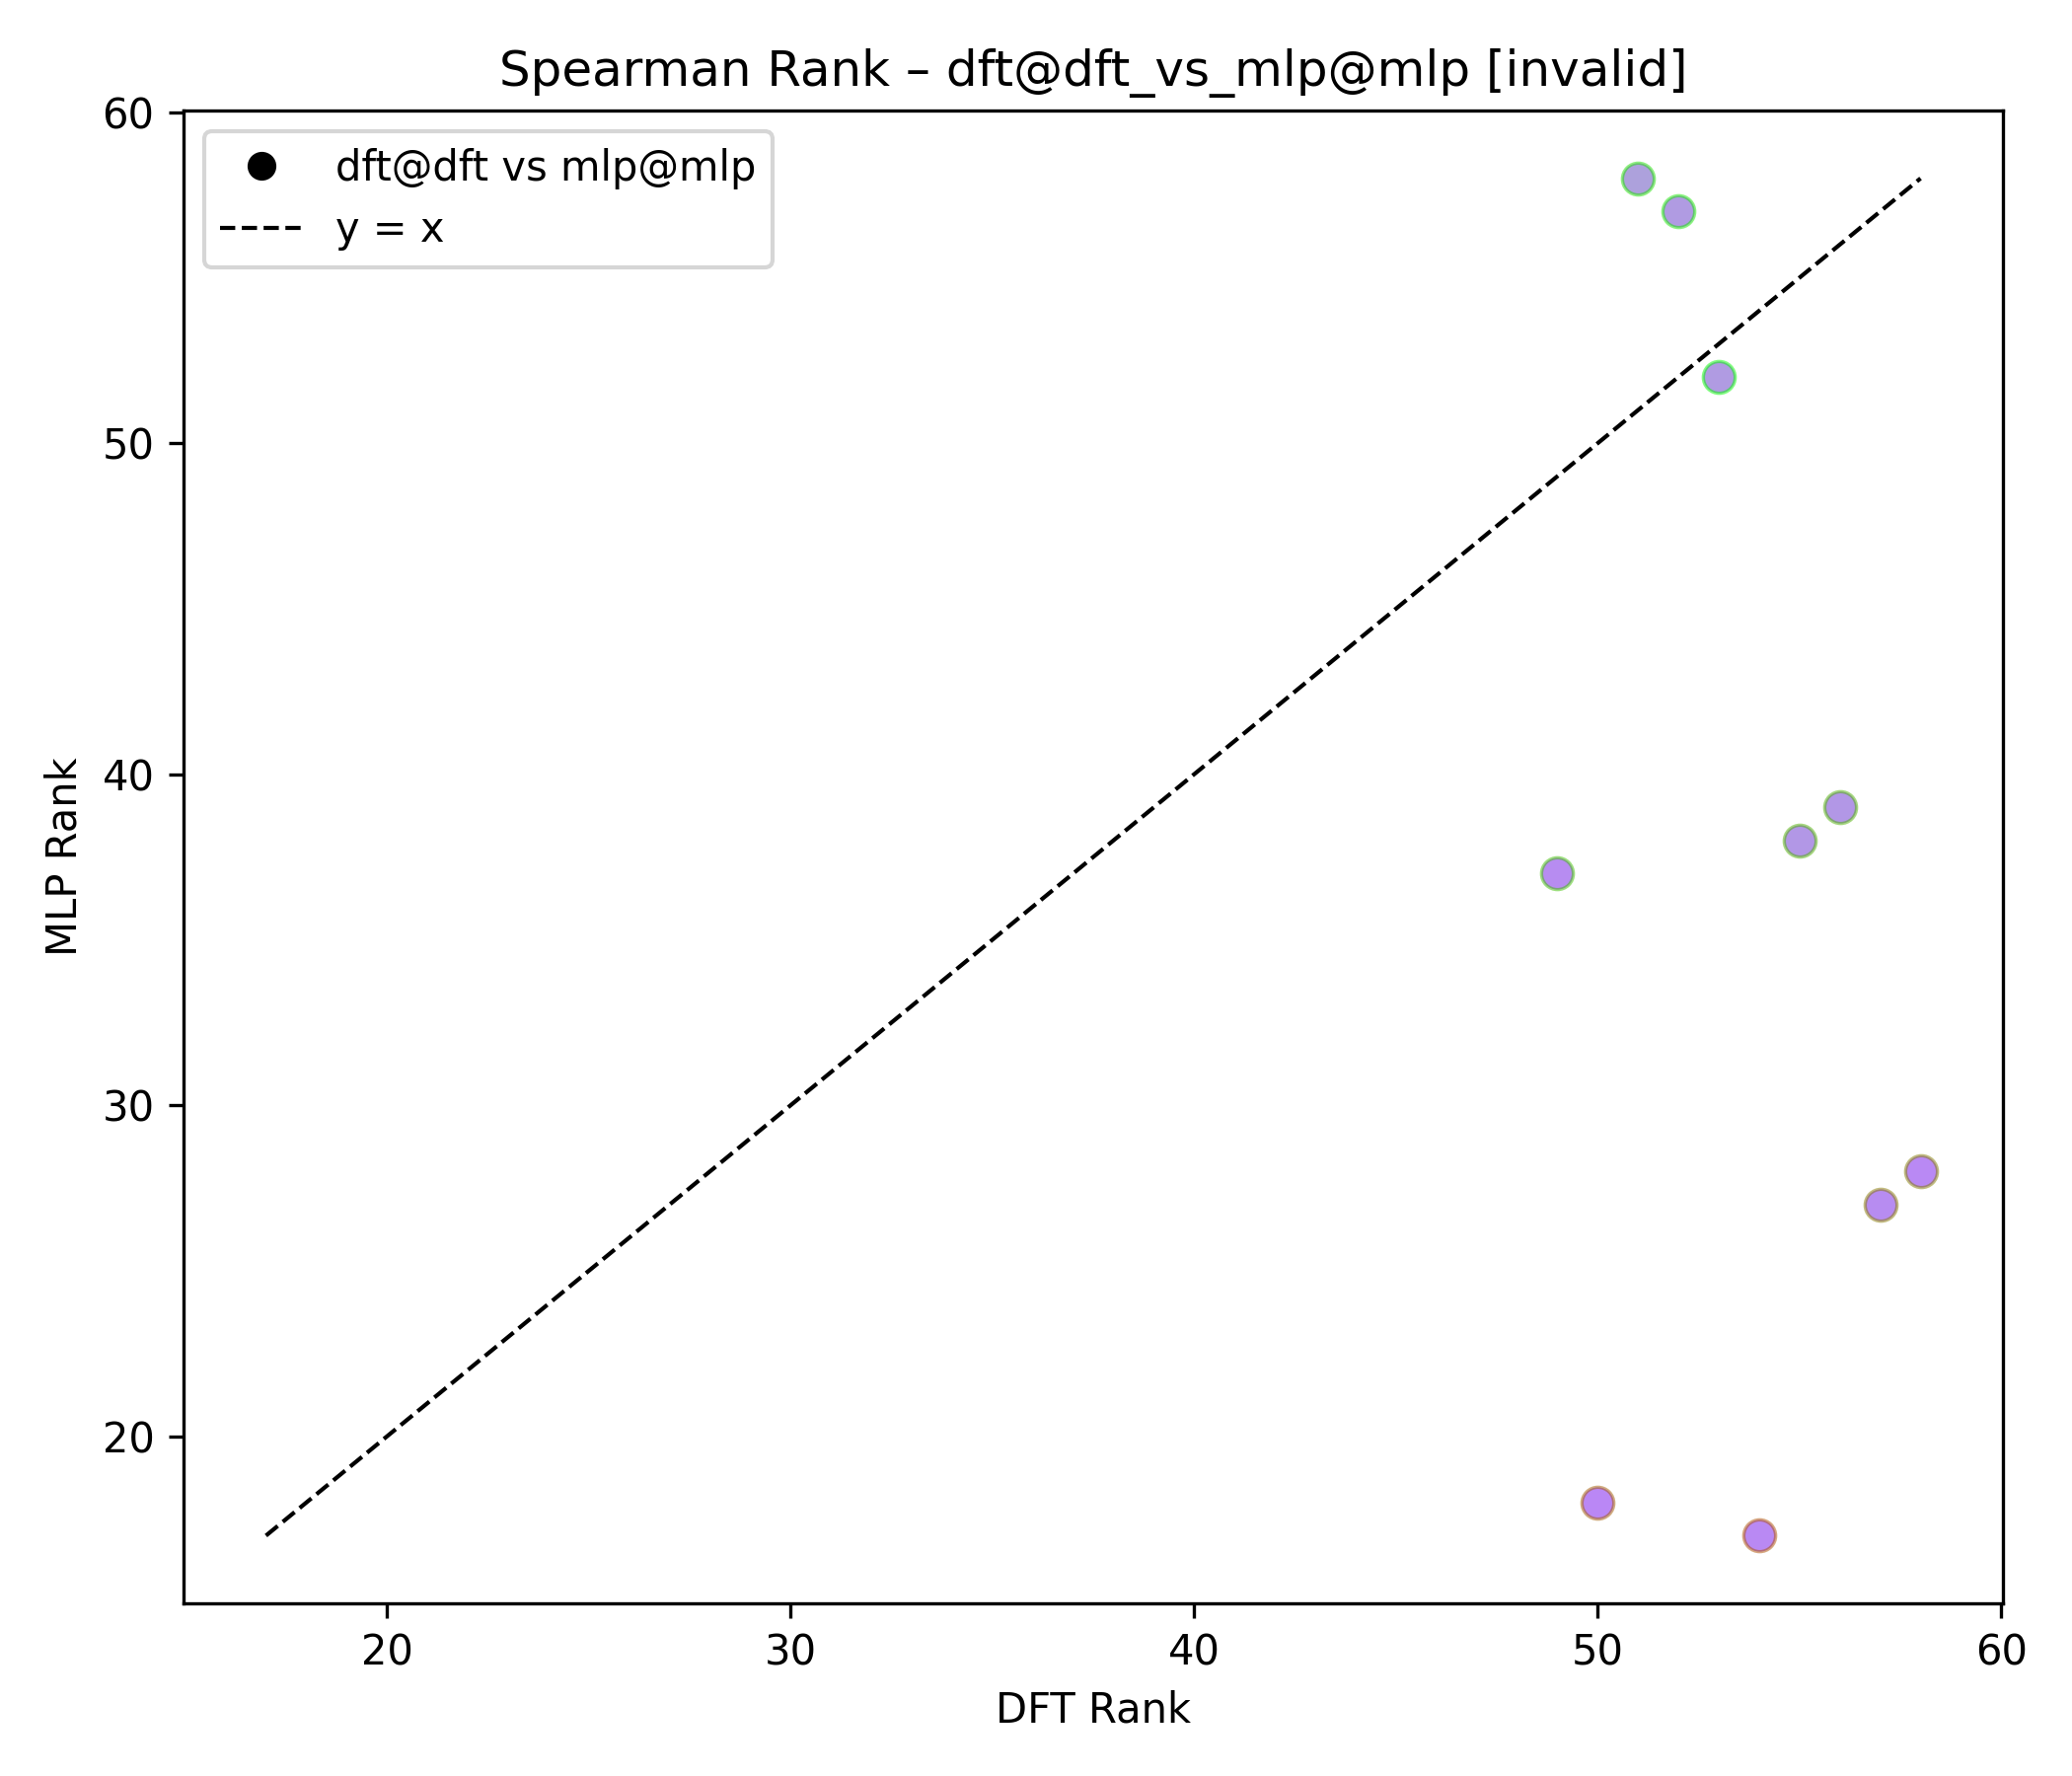 Spearman Rank – dft@dft_vs_mlp@mlp [invalid]
dft@dft vs mlp@mlp
y = x
60
50
40
30
20
MLP Rank
20
30
40
50
60
DFT Rank